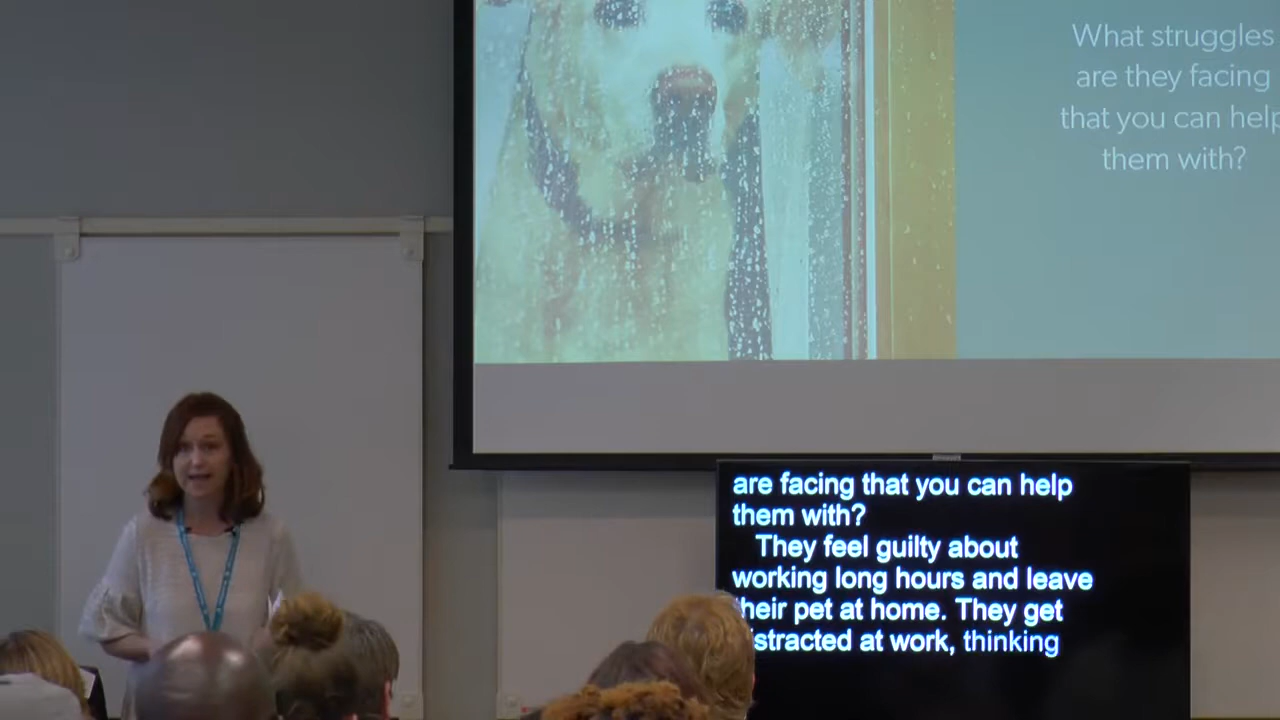 What struggles
are they facing
that you can help
them with?
are facing that you can help
them with?
They feel guilty about
working long hours and leave
their pet at home. They get
distracted at work, thinking